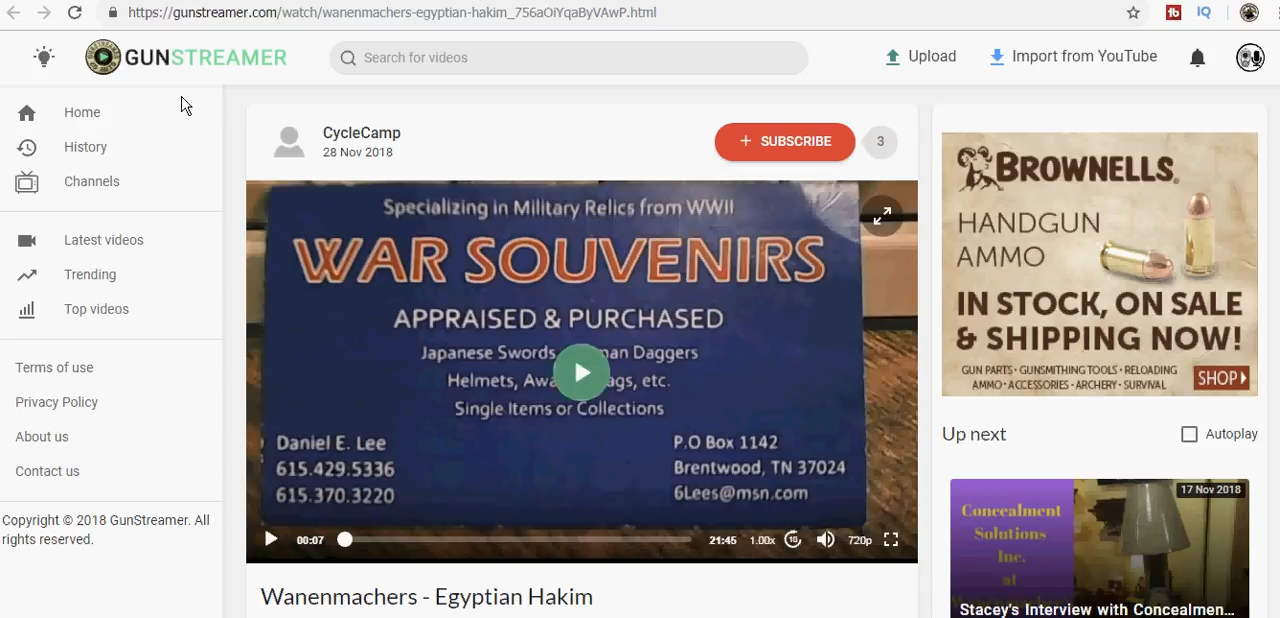 https://gunstreamer.com/watch/wanenmachers-egyptian-hakim_756aOiYqaByVAwP.html
GUNSTREAMER
Search for videos
Upload
Import from YouTube
Home
History
Channels
Latest videos
Trending
Top videos
Terms of use
Privacy Policy
About us
Contact us
Copyright © 2018 GunStreamer. All
rights reserved.
CycleCamp
28 Nov 2018
+ SUBSCRIBE
3
Specializing in Military Relics from WWII
WAR SOUVENIRS
APPRAISED & PURCHASED
Japanese Swords Daggers
Helmets, etc.
Single Items or Collections
Daniel E. Lee
615.429.5336
615.370.3220
P.O Box 1142
Brentwood, TN 37024
6Lees@msn.com
00:07
21:45
1.00x
10
720p
Wanenmachers - Egyptian Hakim
BROWNELLS
HANDGUN
AMMO
IN STOCK, ON SALE
& SHIPPING NOW!
GUN PARTS · GUNSMITHING TOOLS · RELOADING
AMMO · ACCESSORIES · ARCHERY · SURVIVAL
SHOP
Up next
Autoplay
17 Nov 2018
Concealment
Solutions
Inc.
at
Stacey's Interview with Concealmen...